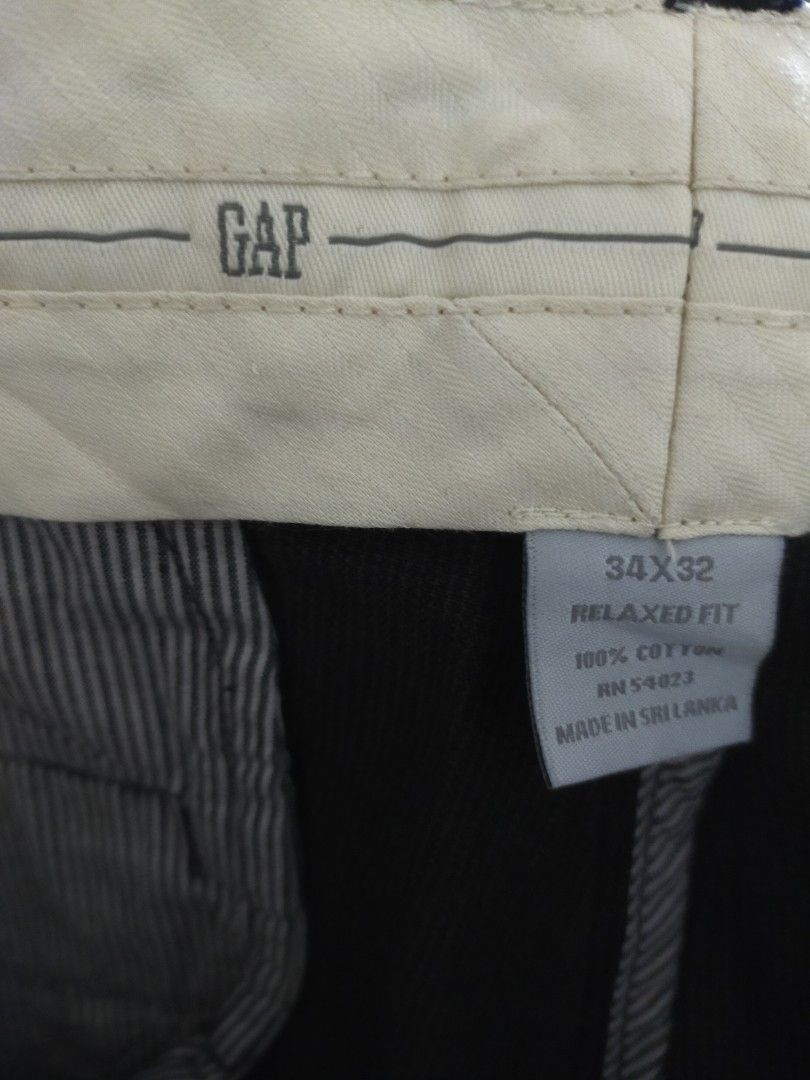 GAP
34X32
RELAXED FIT
100% COTTON
RN 54023
MADE IN SRI LANKA